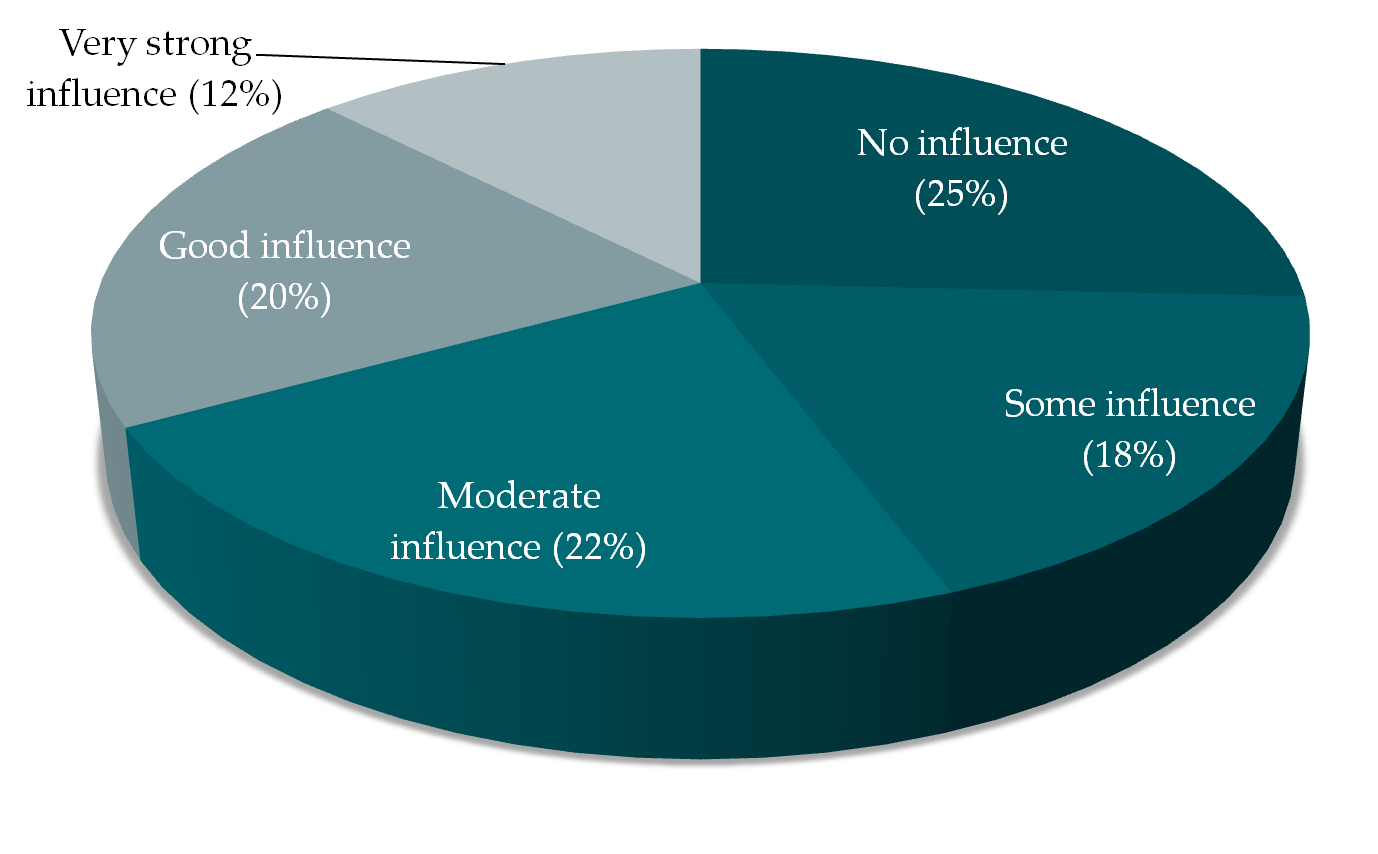 Very strong
influence (12%)
No influence
(25%)
Good influence
(20%)
Some influence
(18%)
Moderate
influence (22%)